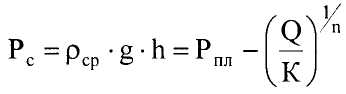 Pс = ρср · g · h = Pпл − (Q/К)^1/n